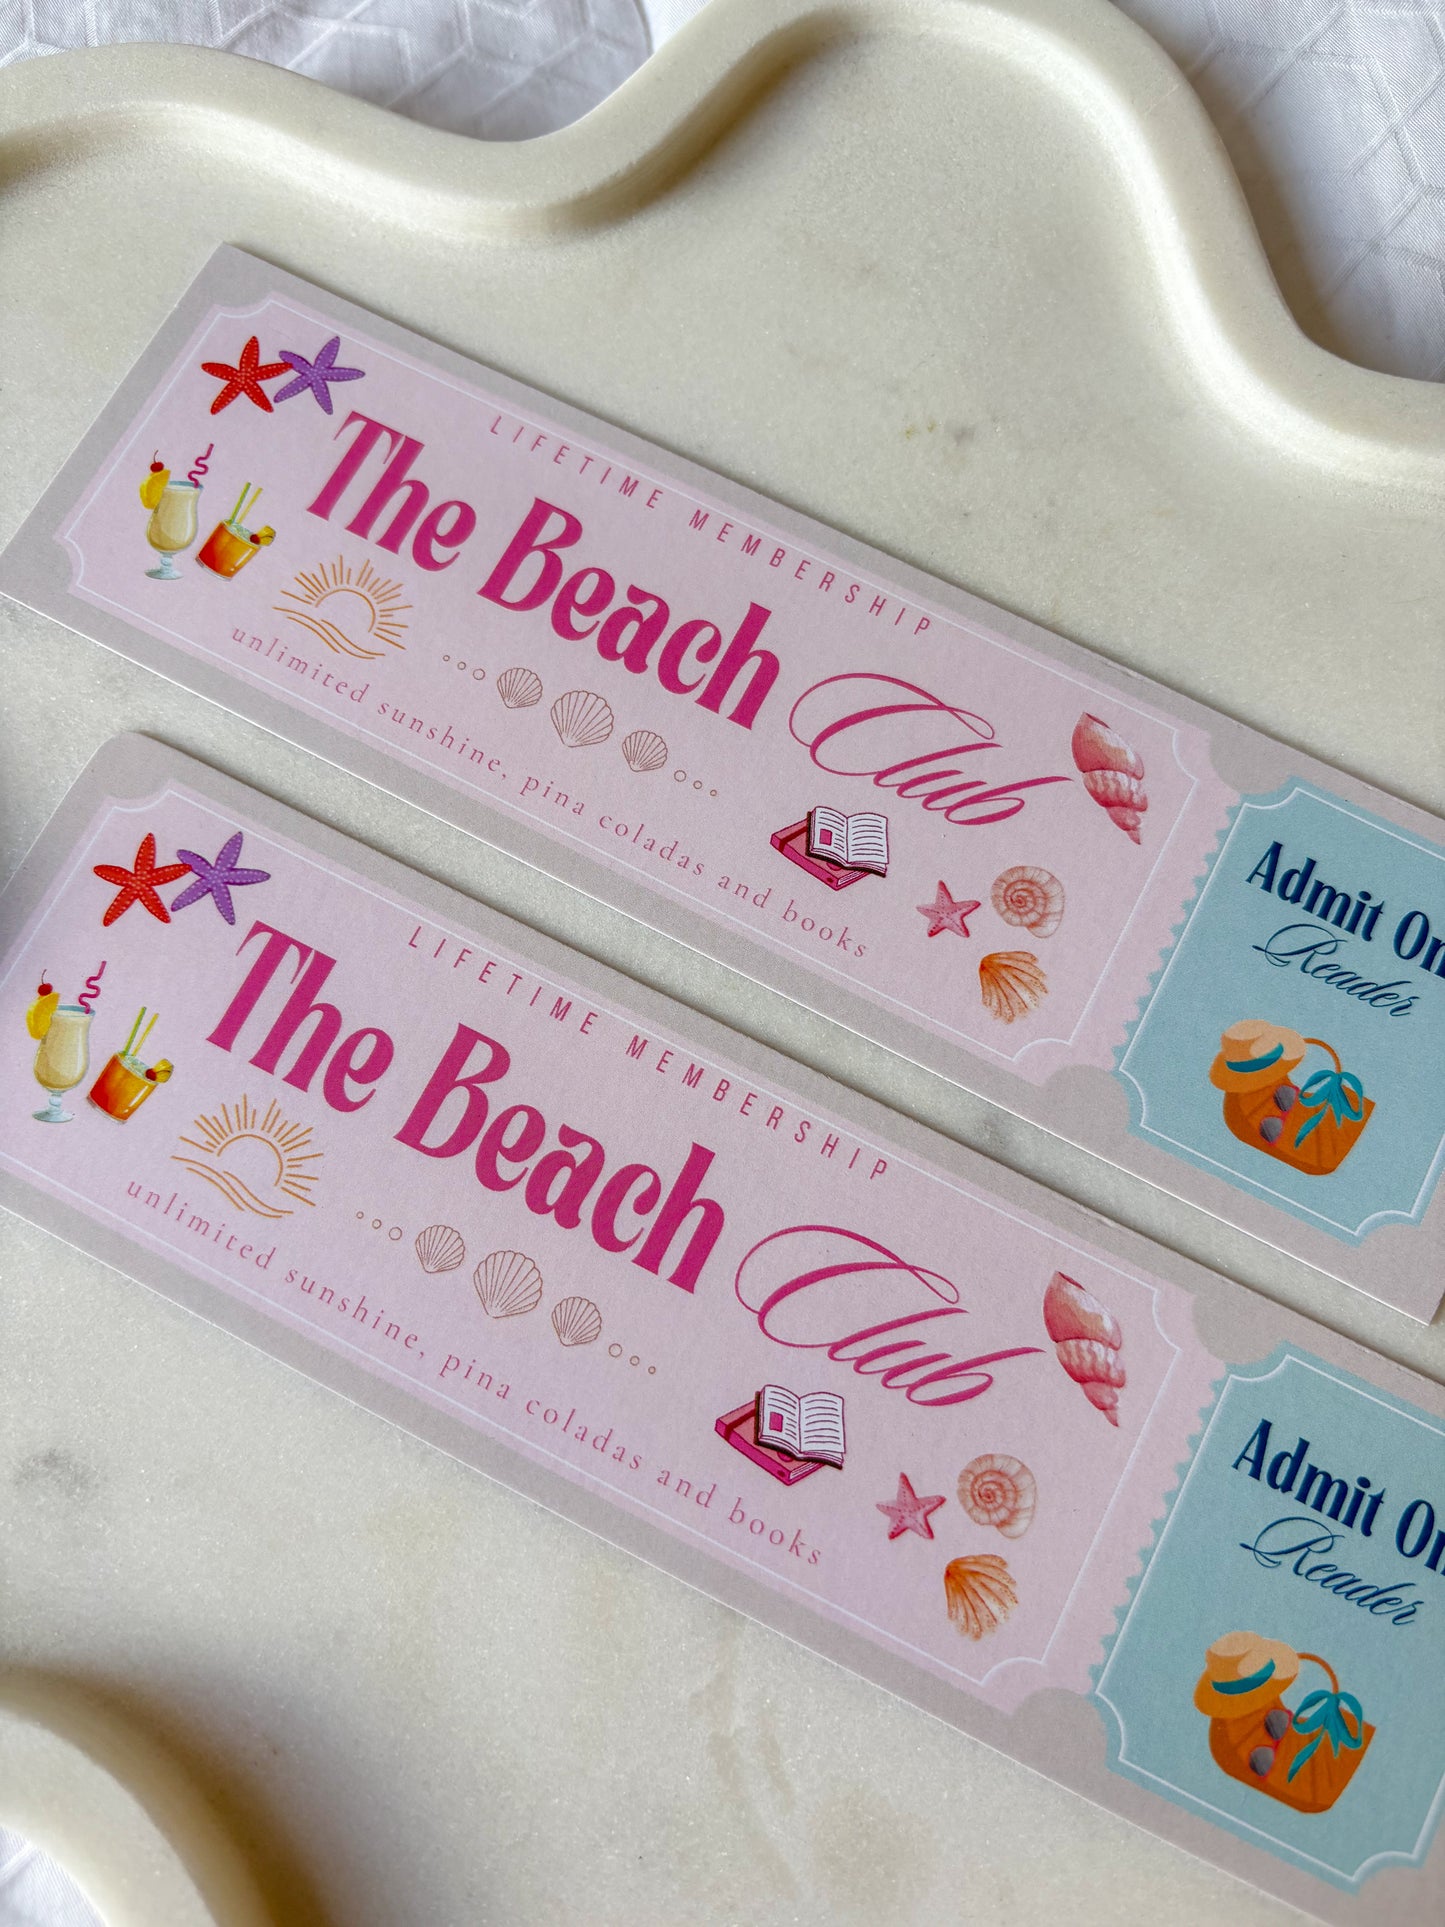 LIFETIME MEMBERSHIP
The Beach Club
unlimited sunshine, pina coladas and books
Admit On
Reader
LIFETIME MEMBERSHIP
The Beach Club
unlimited sunshine, pina coladas and books
Admit On
Reader